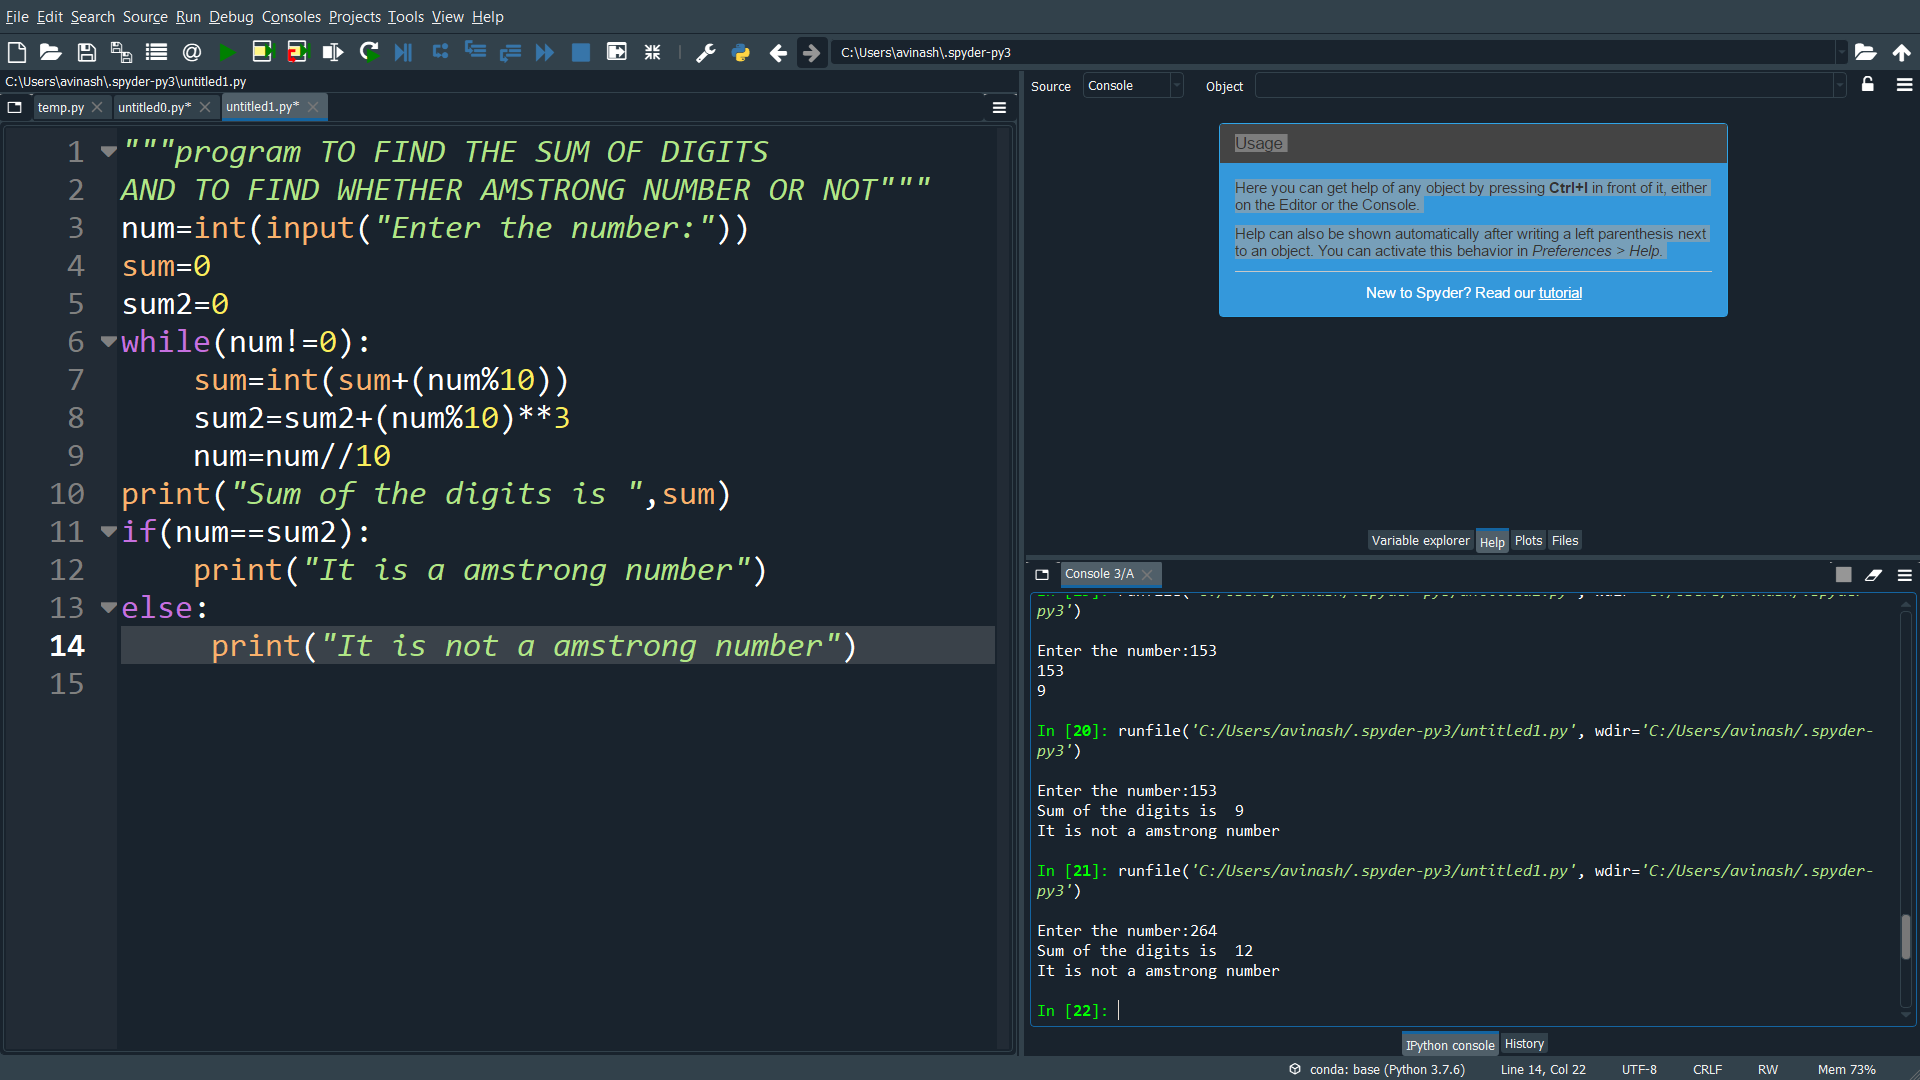 File Edit Search Source Run Debug Consoles Projects Tools View Help
C:\Users\avinash\.spyder-py3
C:\Users\avinash\.spyder-py3\untitled1.py
temp.py untitled0.py* untitled1.py*
1 """program TO FIND THE SUM OF DIGITS
2 AND TO FIND WHETHER AMSTRONG NUMBER OR NOT"""
3 num=int(input("Enter the number:"))
4 sum=0
5 sum2=0
6 while(num!=0):
7 sum=int(sum+(num%10))
8 sum2=sum2+(num%10)**3
9 num=num//10
10 print("Sum of the digits is ",sum)
11 if(num==sum2):
12 print("It is a amstrong number")
13 else:
14 print("It is not a amstrong number")
15
Source Console Object
Usage
Here you can get help of any object by pressing Ctrl+I in front of it, either
on the Editor or the Console.
Help can also be shown automatically after writing a left parenthesis next
to an object. You can activate this behavior in Preferences > Help.
New to Spyder? Read our tutorial
Variable explorer Help Plots Files
Console 3/A
py3')
Enter the number:153
153
9
In [20]: runfile('C:/Users/avinash/.spyder-py3/untitled1.py', wdir='C:/Users/avinash/.spyder-
py3')
Enter the number:153
Sum of the digits is  9
It is not a amstrong number
In [21]: runfile('C:/Users/avinash/.spyder-py3/untitled1.py', wdir='C:/Users/avinash/.spyder-
py3')
Enter the number:264
Sum of the digits is  12
It is not a amstrong number
In [22]:
IPython console History
conda: base (Python 3.7.6) Line 14, Col 22 UTF-8 CRLF RW Mem 73%